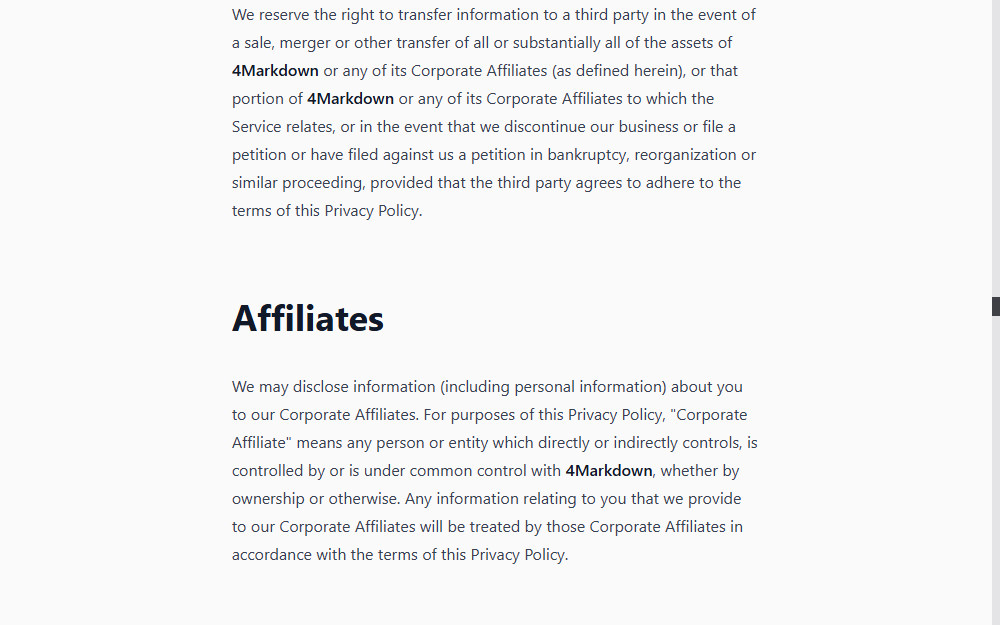 We reserve the right to transfer information to a third party in the event of
a sale, merger or other transfer of all or substantially all of the assets of
4Markdown or any of its Corporate Affiliates (as defined herein), or that
portion of 4Markdown or any of its Corporate Affiliates to which the
Service relates, or in the event that we discontinue our business or file a
petition or have filed against us a petition in bankruptcy, reorganization or
similar proceeding, provided that the third party agrees to adhere to the
terms of this Privacy Policy.
Affiliates
We may disclose information (including personal information) about you
to our Corporate Affiliates. For purposes of this Privacy Policy, "Corporate
Affiliate" means any person or entity which directly or indirectly controls, is
controlled by or is under common control with 4Markdown, whether by
ownership or otherwise. Any information relating to you that we provide
to our Corporate Affiliates will be treated by those Corporate Affiliates in
accordance with the terms of this Privacy Policy.